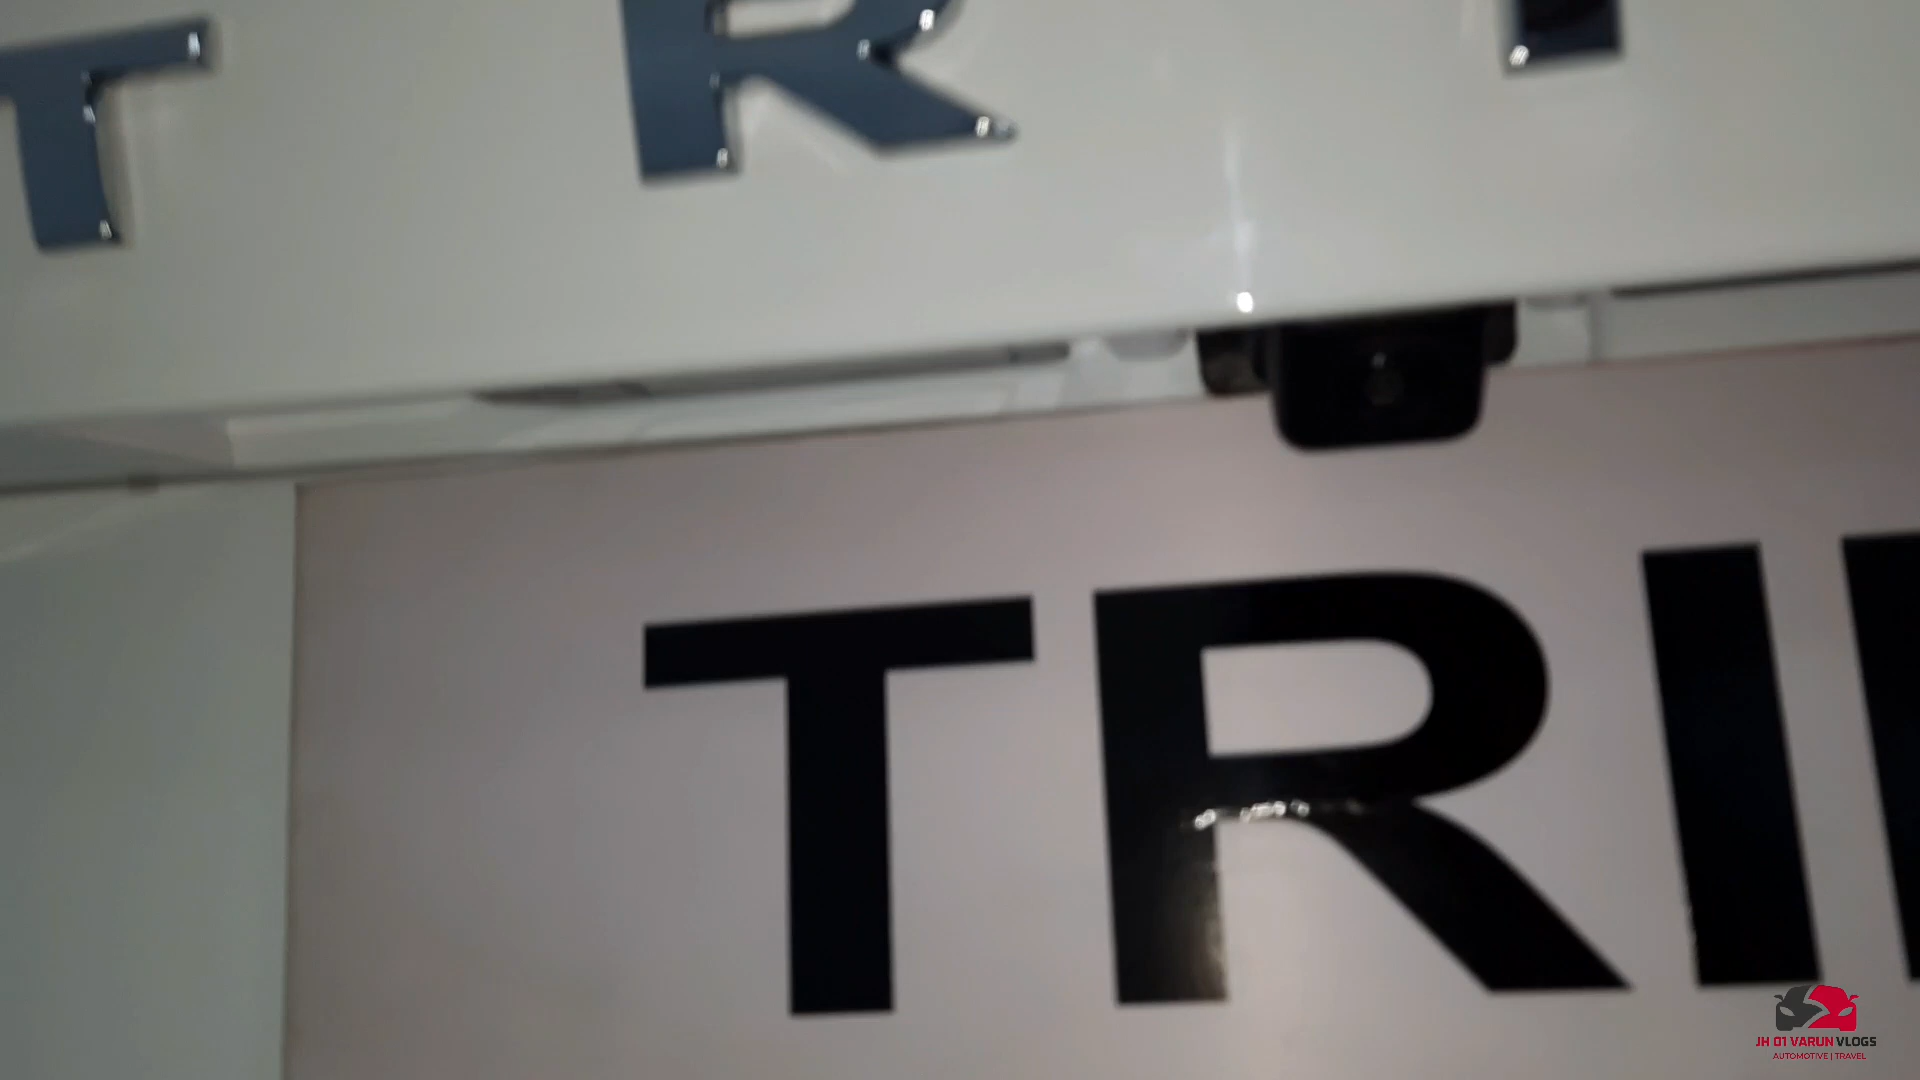 T R
TRI
JH 01 VARUN VLOGS
AUTOMOTIVE | TRAVEL